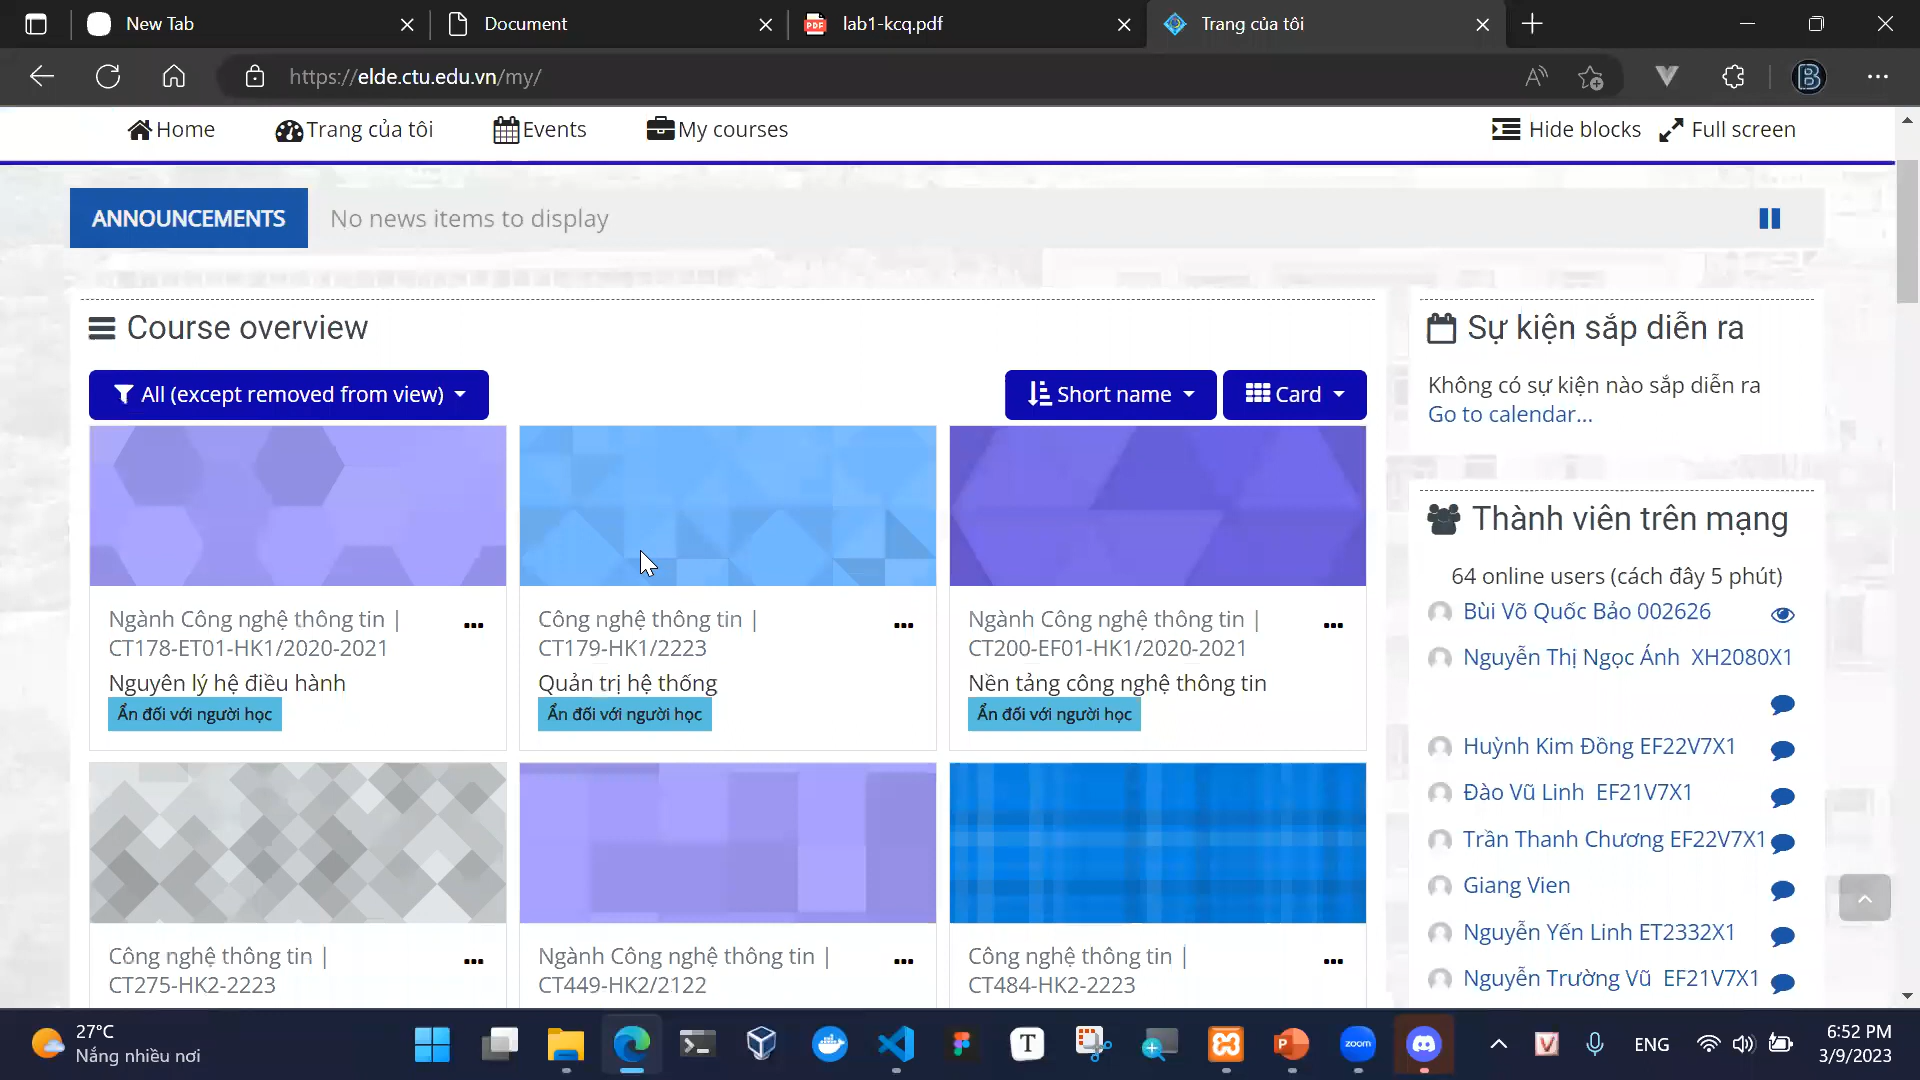 New Tab
Document
lab1-kcq.pdf
Trang của tôi
https://elde.ctu.edu.vn/my/
Home
Trang của tôi
Events
My courses
Hide blocks
Full screen
ANNOUNCEMENTS
No news items to display
Course overview
All (except removed from view)
Short name
Card
Ngành Công nghệ thông tin |
CT178-ET01-HK1/2020-2021
Nguyên lý hệ điều hành
Ẩn đối với người học
Công nghệ thông tin |
CT179-HK1/2223
Quản trị hệ thống
Ẩn đối với người học
Ngành Công nghệ thông tin |
CT200-EF01-HK1/2020-2021
Nền tảng công nghệ thông tin
Ẩn đối với người học
Công nghệ thông tin |
CT275-HK2-2223
Ngành Công nghệ thông tin |
CT449-HK2/2122
Công nghệ thông tin |
CT484-HK2-2223
Sự kiện sắp diễn ra
Không có sự kiện nào sắp diễn ra
Go to calendar...
Thành viên trên mạng
64 online users (cách đây 5 phút)
Bùi Võ Quốc Bảo 002626
Nguyễn Thị Ngọc Ánh XH2080X1
Huỳnh Kim Đồng EF22V7X1
Đào Vũ Linh EF21V7X1
Trần Thanh Chương EF22V7X1
Giang Vien
Nguyễn Yến Linh ET2332X1
Nguyễn Trường Vũ EF21V7X1
27°C
Nắng nhiều nơi
zoom
ENG
6:52 PM
3/9/2023